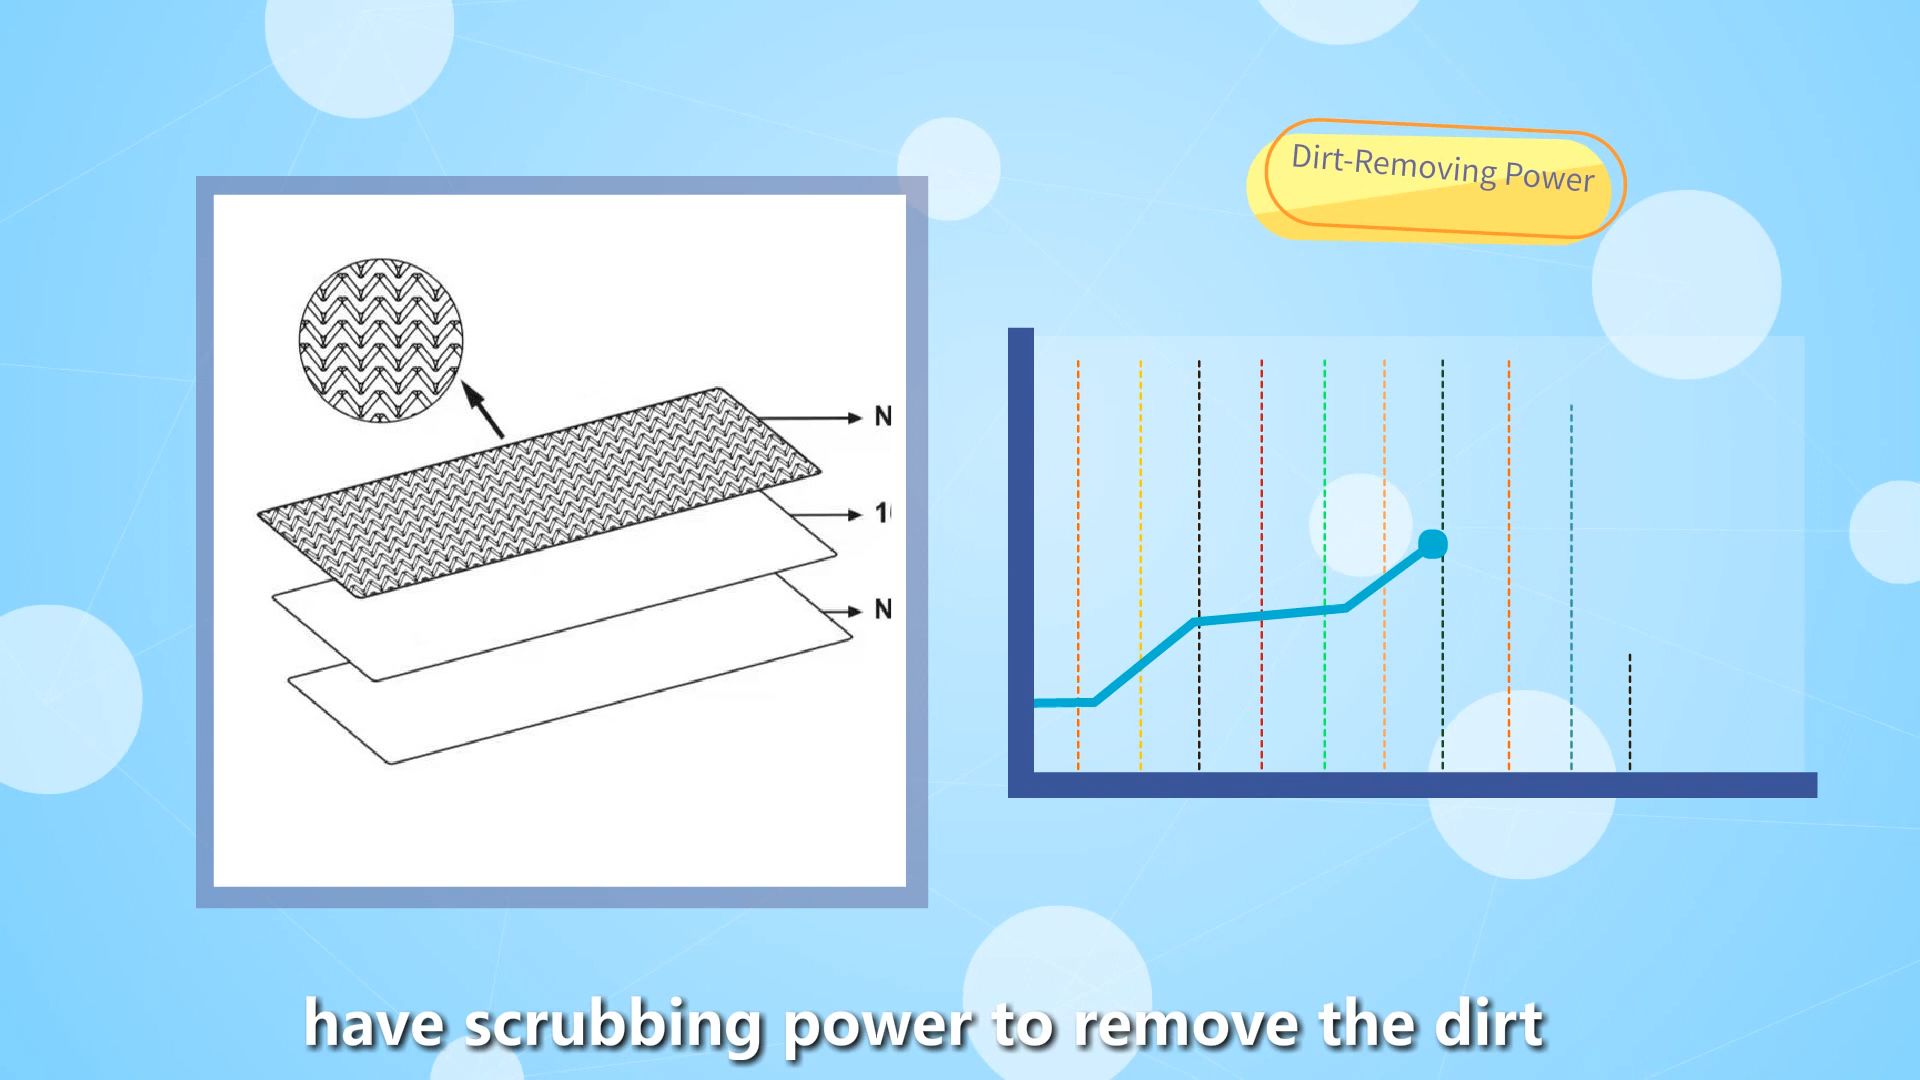 Dirt-Removing Power
N
N
have scrubbing power to remove the dirt